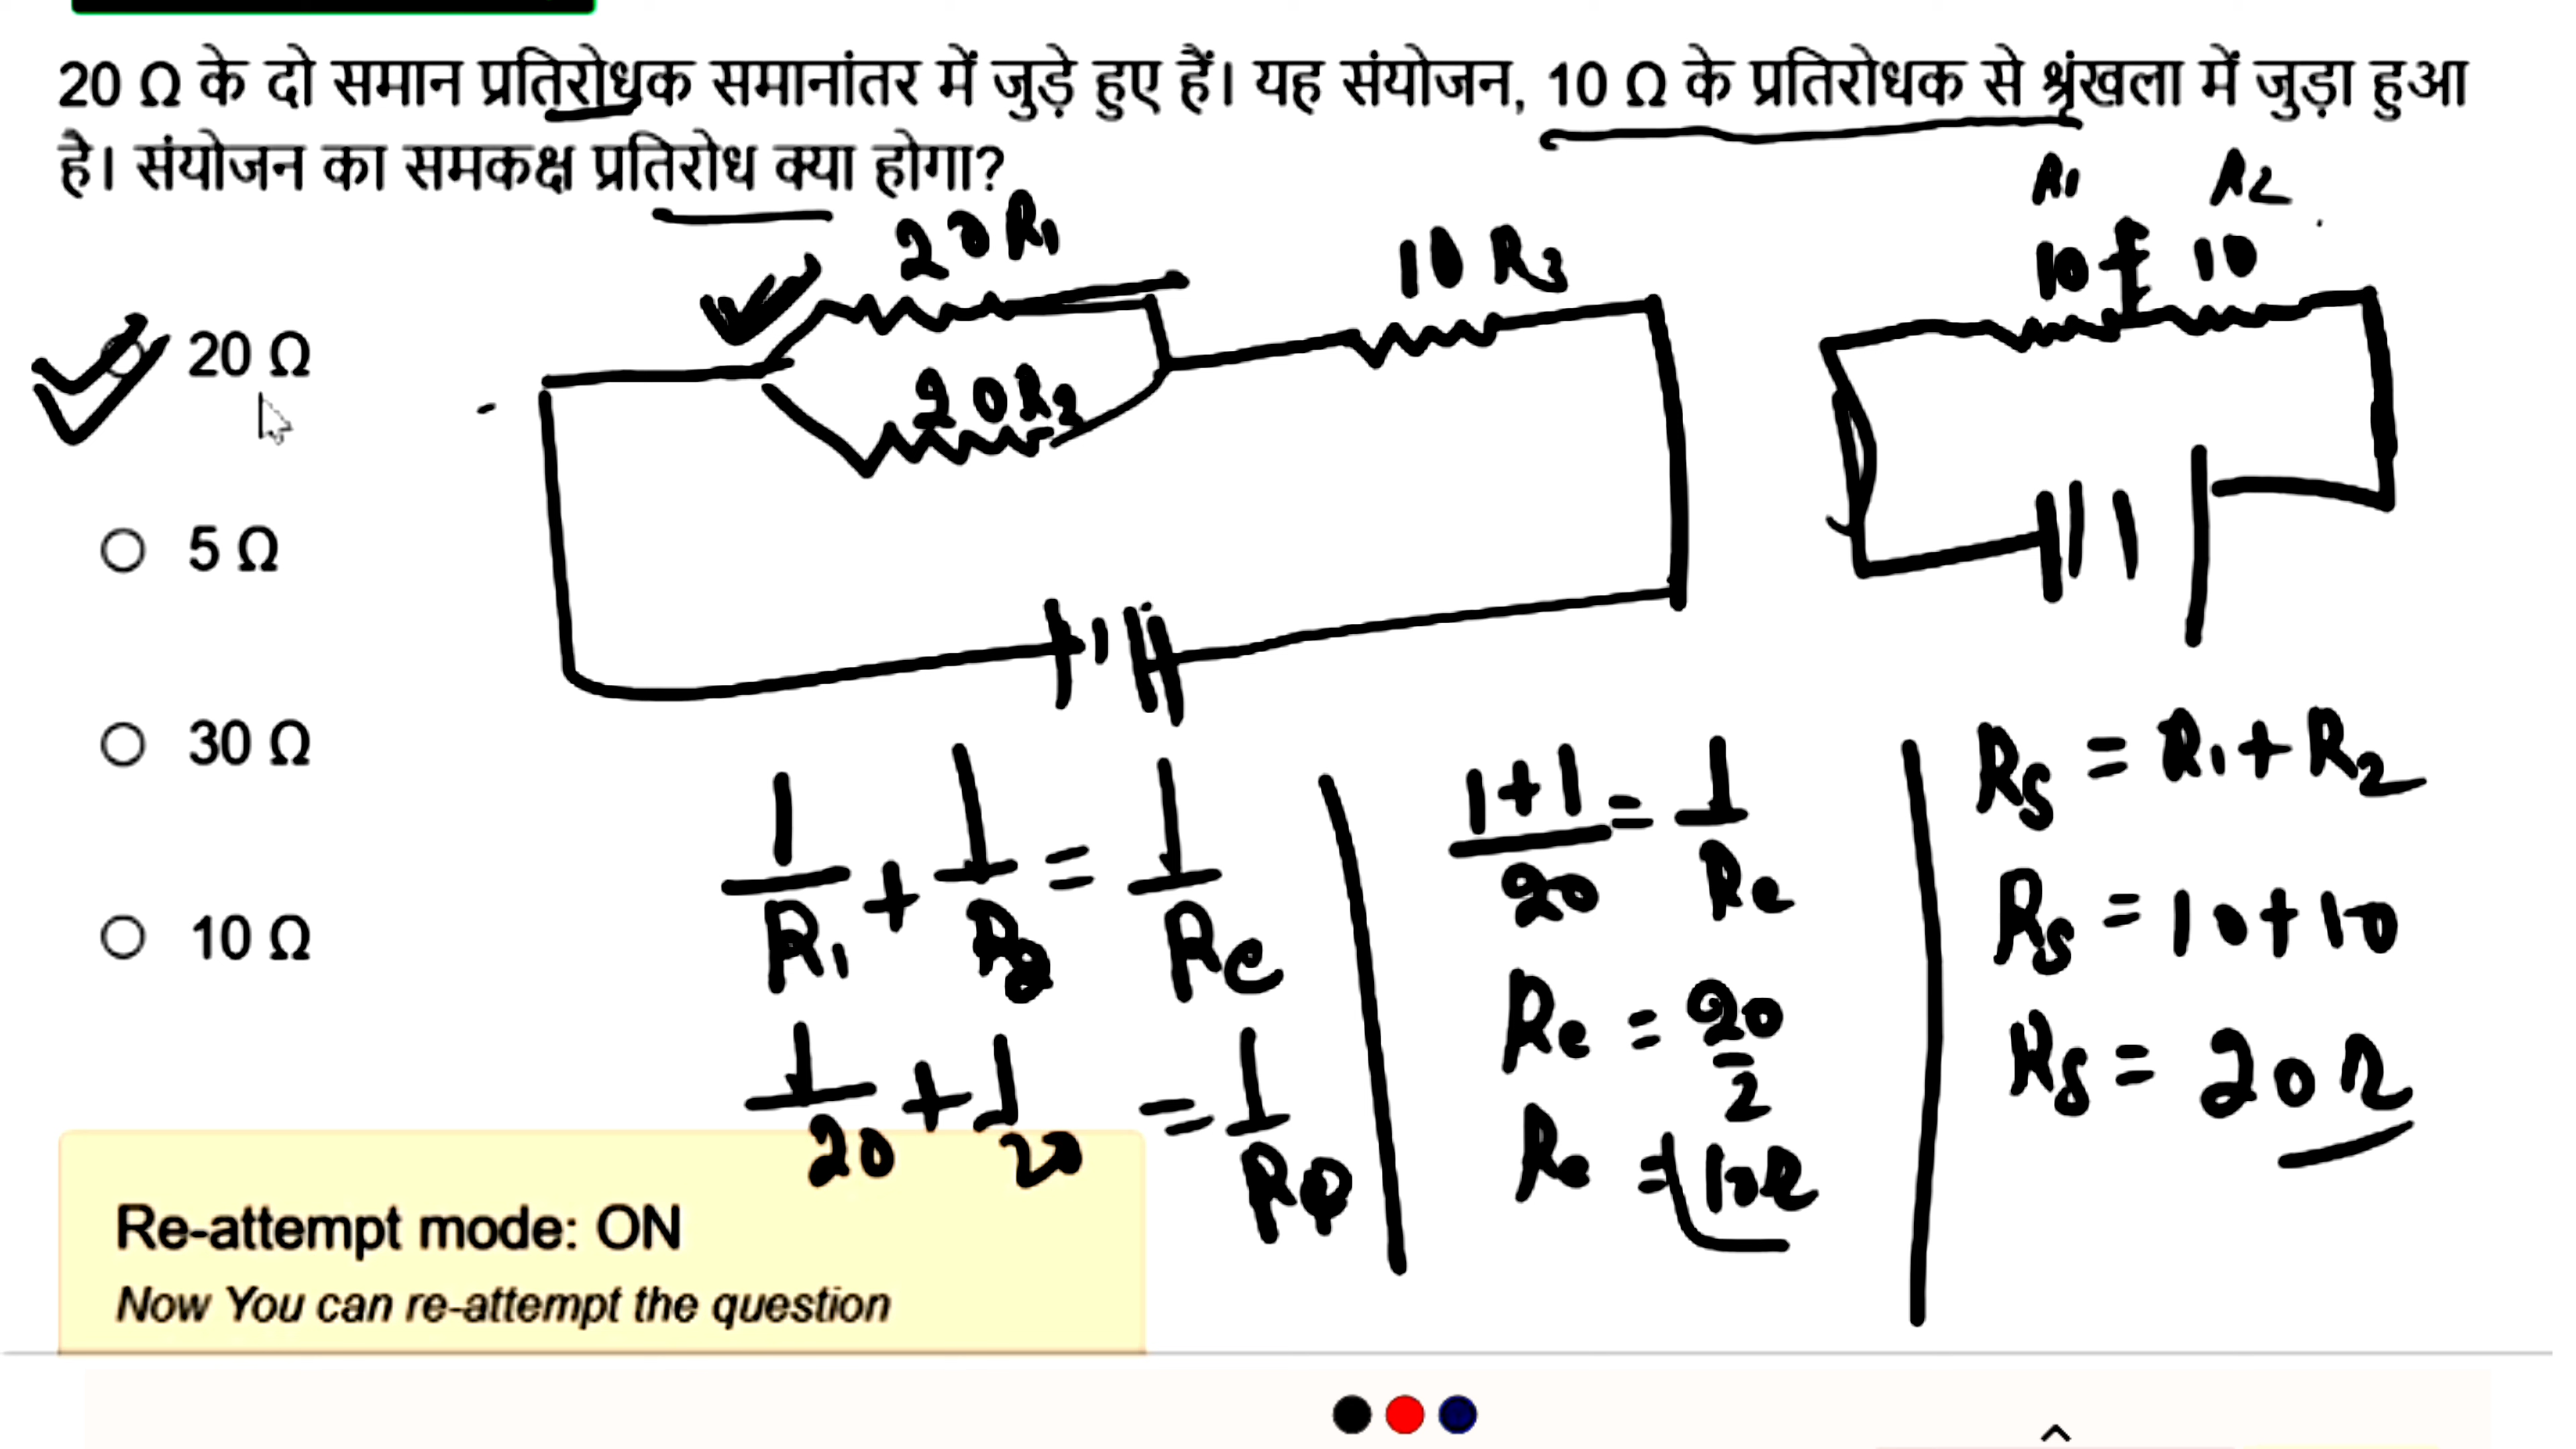 20 Ω के दो समान प्रतिरोधक समानांतर में जुड़े हुए हैं। यह संयोजन, 10 Ω के प्रतिरोधक से श्रृंखला में जुड़ा हुआ
है। संयोजन का समकक्ष प्रतिरोध क्या होगा?
R1 R2
20 R1
10 R3
10 + 10
20 R2
20 Ω
5 Ω
30 Ω
10 Ω
1/R1 + 1/R2 = 1/Re
1/20 + 1/20 = 1/Re
1+1/20 = 1/Re
Re = 20/2
Re = 10Ω
Rs = R1 + R2
Rs = 10 + 10
Rs = 20Ω
Re-attempt mode: ON
Now You can re-attempt the question